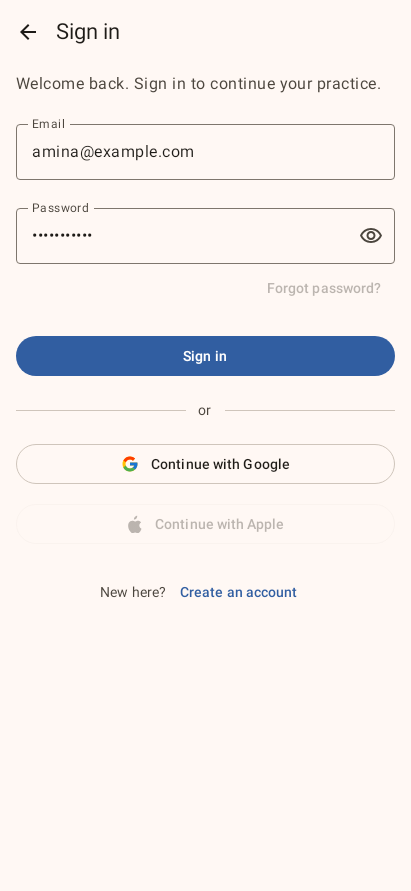 Sign in
Welcome back. Sign in to continue your practice.
Email
amina@example.com
Password
•••••••••••
Forgot password?
Sign in
or
Continue with Google
Continue with Apple
New here? Create an account